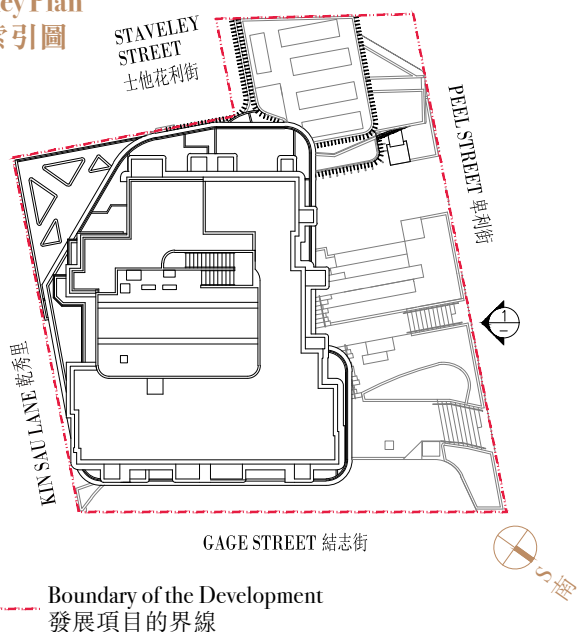 ey Plan
索引圖
STAVELEY
STREET
士他花利街
PEEL STREET 卑利街
1
–
KIN SAU LANE 乾秀里
GAGE STREET 結志街
S 南
Boundary of the Development
發展項目的界線